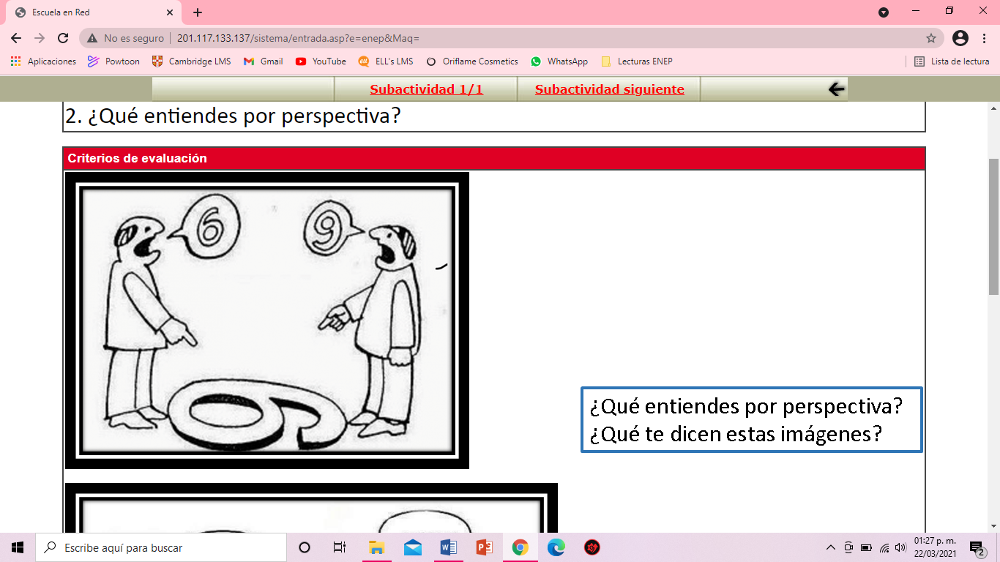 Escuela en Red
No es seguro | 201.117.133.137/sistema/entrada.asp?e=enep&Maq=
Aplicaciones Powtoon Cambridge LMS Gmail YouTube ELL's LMS Oriflame Cosmetics WhatsApp Lecturas ENEP Lista de lectura
Subactividad 1/1 Subactividad siguiente
2. ¿Qué entiendes por perspectiva?
Criterios de evaluación
6 9
6
¿Qué entiendes por perspectiva?
¿Qué te dicen estas imágenes?
Escribe aquí para buscar
01:27 p. m.
22/03/2021
2